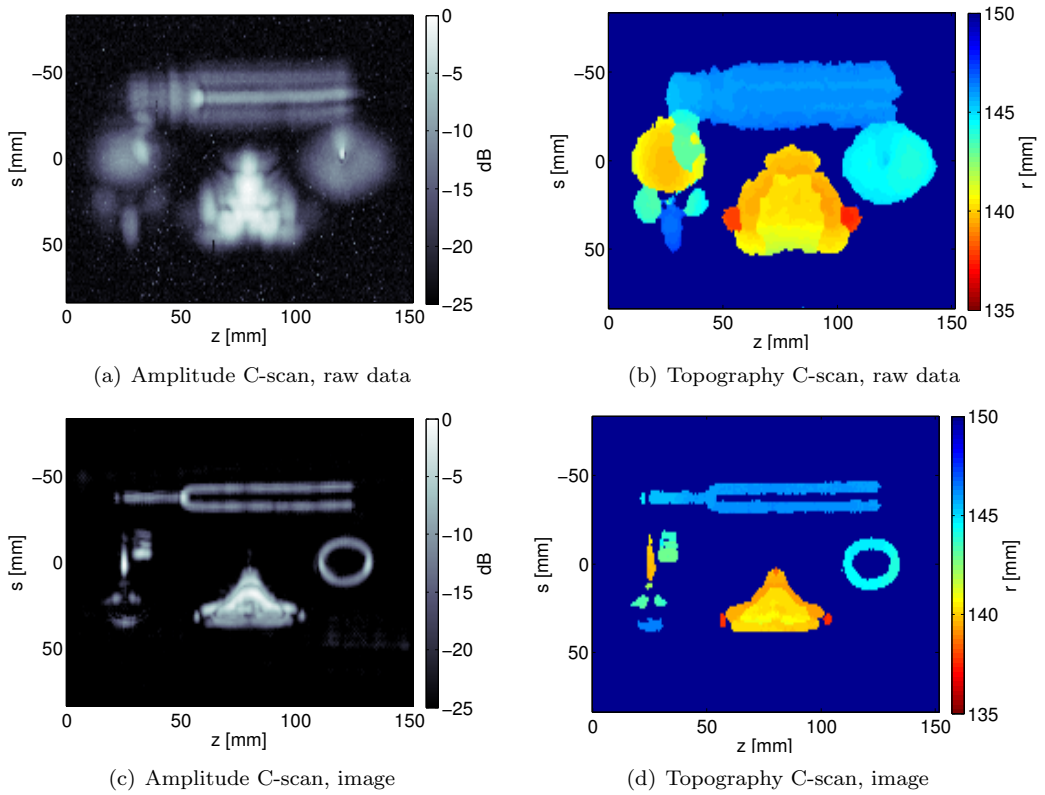 0
−5
−10
−15
−20
−25
dB
−50
0
50
s [mm]
0 50 100 150
z [mm]
(a) Amplitude C-scan, raw data
150
145
140
135
r [mm]
−50
0
50
s [mm]
0 50 100 150
z [mm]
(b) Topography C-scan, raw data
0
−5
−10
−15
−20
−25
dB
−50
0
50
s [mm]
0 50 100 150
z [mm]
(c) Amplitude C-scan, image
150
145
140
135
r [mm]
−50
0
50
s [mm]
0 50 100 150
z [mm]
(d) Topography C-scan, image